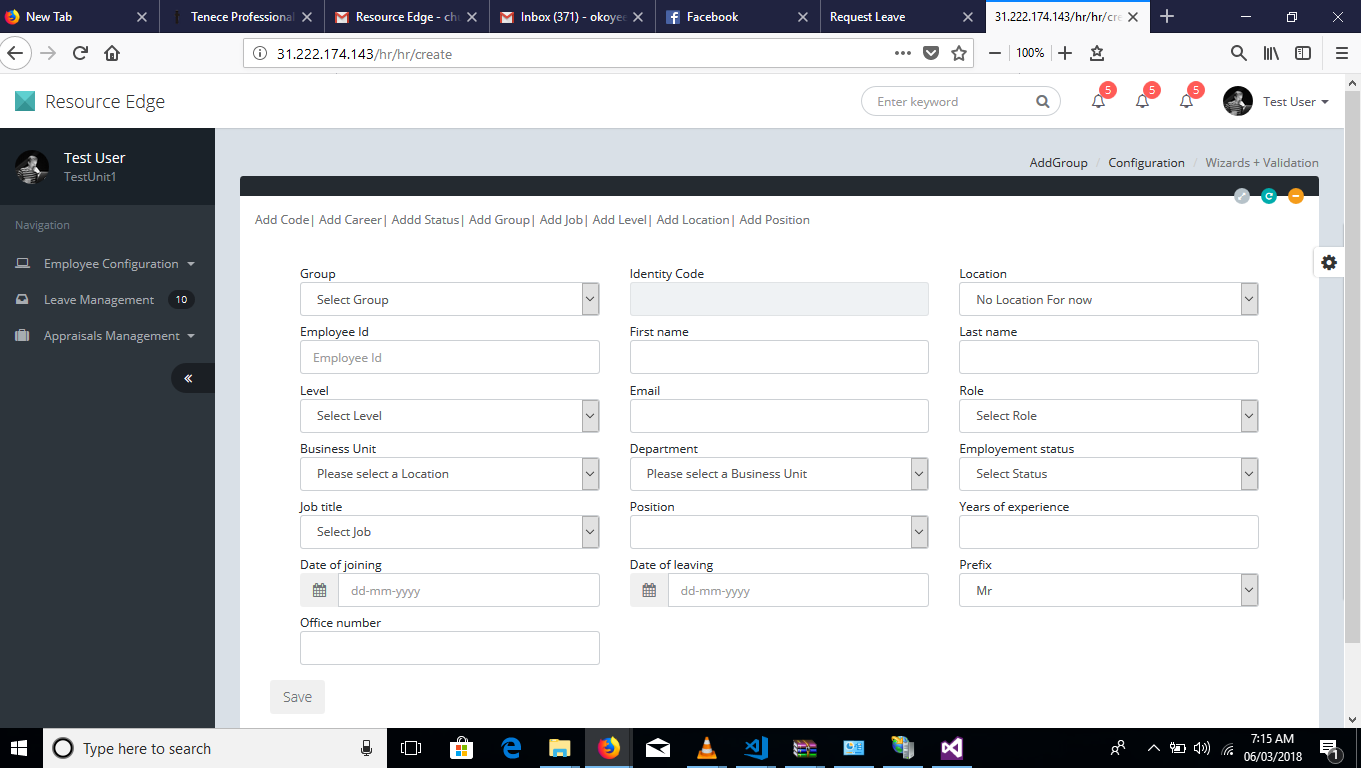 New Tab
Tenece Professional
Resource Edge - ch
Inbox (371) - okoye
Facebook
Request Leave
31.222.174.143/hr/hr/cre
31.222.174.143/hr/hr/create
100%
Resource Edge
Enter keyword
5
5
5
Test User
Test User
TestUnit1
Navigation
Employee Configuration
Leave Management 10
Appraisals Management
AddGroup / Configuration / Wizards + Validation
Add Code| Add Career| Addd Status| Add Group| Add Job| Add Level| Add Location| Add Position
Group Identity Code Location
Select Group No Location For now
Employee Id First name Last name
Employee Id
Level Email Role
Select Level Select Role
Business Unit Department Employement status
Please select a Location Please select a Business Unit Select Status
Job title Position Years of experience
Select Job
Date of joining Date of leaving Prefix
dd-mm-yyyy dd-mm-yyyy Mr
Office number
Save
Type here to search
7:15 AM
06/03/2018
1